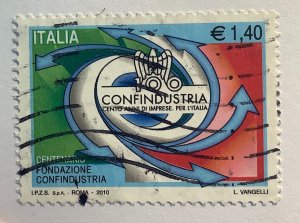 ITALIA € 1,40
CONFINDUSTRIA
CENTO ANNI DI IMPRESE. PER L'ITALIA
CENTENARIO
FONDAZIONE
CONFINDUSTRIA
I.P.Z.S. S.p.A. - ROMA - 2010 L. VANGELLI